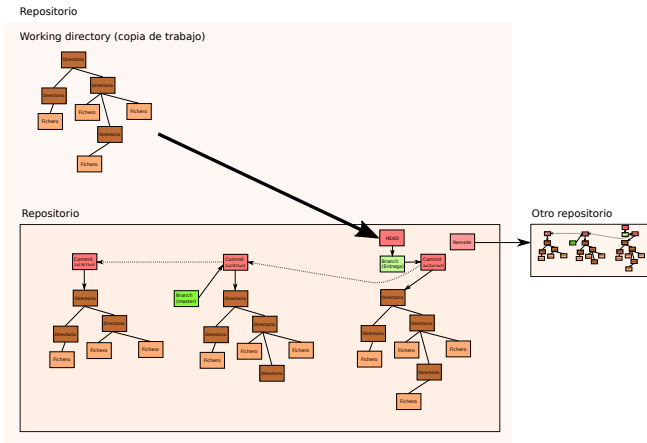 Repositorio
Working directory (copia de trabajo)
Directorio
Directorio
Directorio
Fichero
Fichero
Fichero
Directorio
Fichero
Repositorio
Otro repositorio
HEAD
Remote
Commit
Commit
Branch
(Entrega)
Commit
Branch
(master)
Directorio
Directorio
Directorio
Directorio
Directorio
Directorio
Directorio
Directorio
Directorio
Fichero
Fichero
Fichero
Fichero
Fichero
Fichero
Fichero
Fichero
Fichero
Directorio
Directorio
Fichero